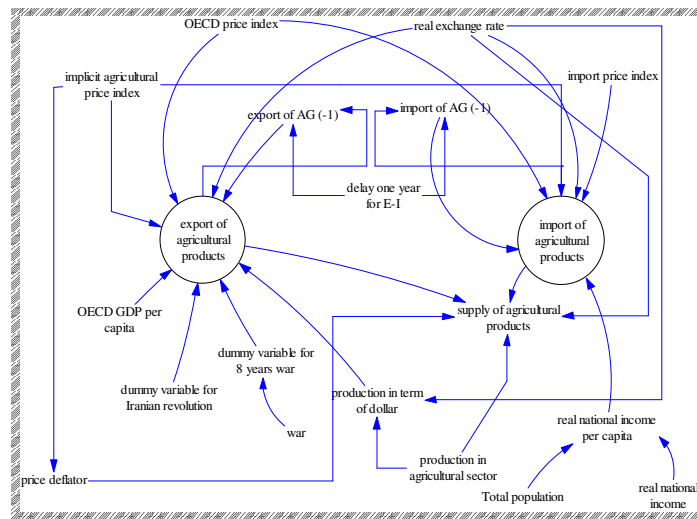 OECD price index
real exchange rate
implicit agricultural
price index
import price index
export of AG (-1)
import of AG (-1)
delay one year
for E-I
export of
agricultural
products
import of
agricultural
products
OECD GDP per
capita
supply of agricultural
products
dummy variable for
8 years war
dummy variable for
Iranian revolution
production in term
of dollar
war
real national income
per capita
production in
agricultural sector
price deflator
Total population
real national
income